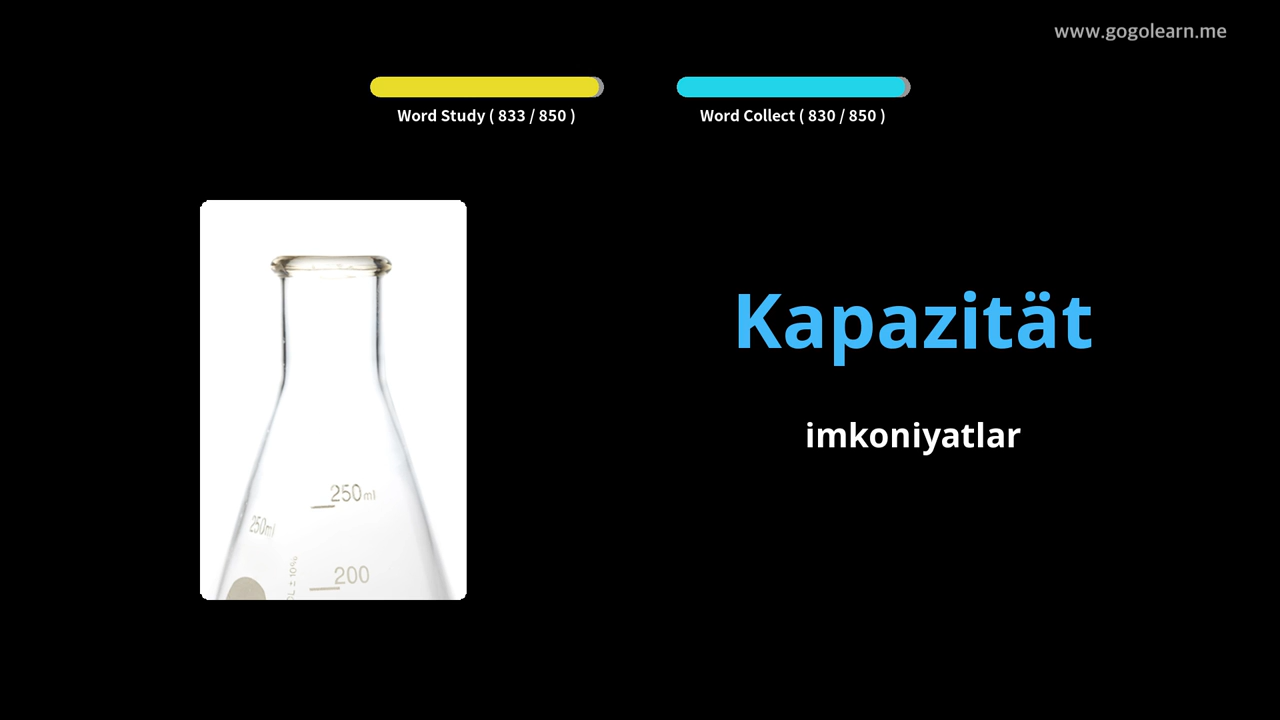 www.gogolearn.me
Word Study ( 833 / 850 )
Word Collect ( 830 / 850 )
Kapazität
imkoniyatlar
250ml
250ml
200